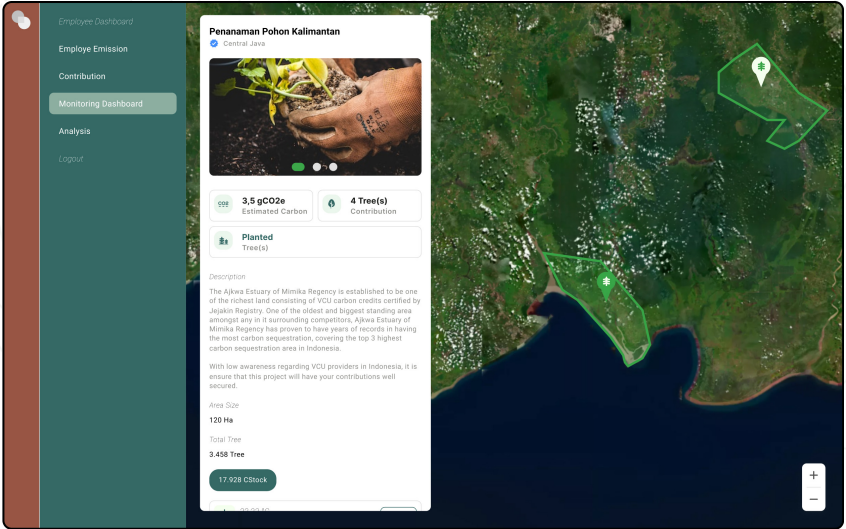 Employee Dashboard
Employe Emission
Contribution
Monitoring Dashboard
Analysis
Logout
Penanaman Pohon Kalimantan
Central Java
3,5 gCO2e
Estimated Carbon
4 Tree(s)
Contribution
Planted
Tree(s)
Description
The Ajkwa Estuary of Mimika Regency is established to be one
of the richest land consisting of VCU carbon credits certified by
Jejakin Registry. One of the oldest and biggest standing area
amongst any in it surrounding competitors, Ajkwa Estuary of
Mimika Regency has proven to have years of records in having
the most carbon sequestration, covering the top 3 highest
carbon sequestration area in Indonesia.
With low awareness regarding VCU providers in Indonesia, it is
ensure that this project will have your contributions well
secured.
Area Size
120 Ha
Total Tree
3.458 Tree
17.928 CStock
+
−